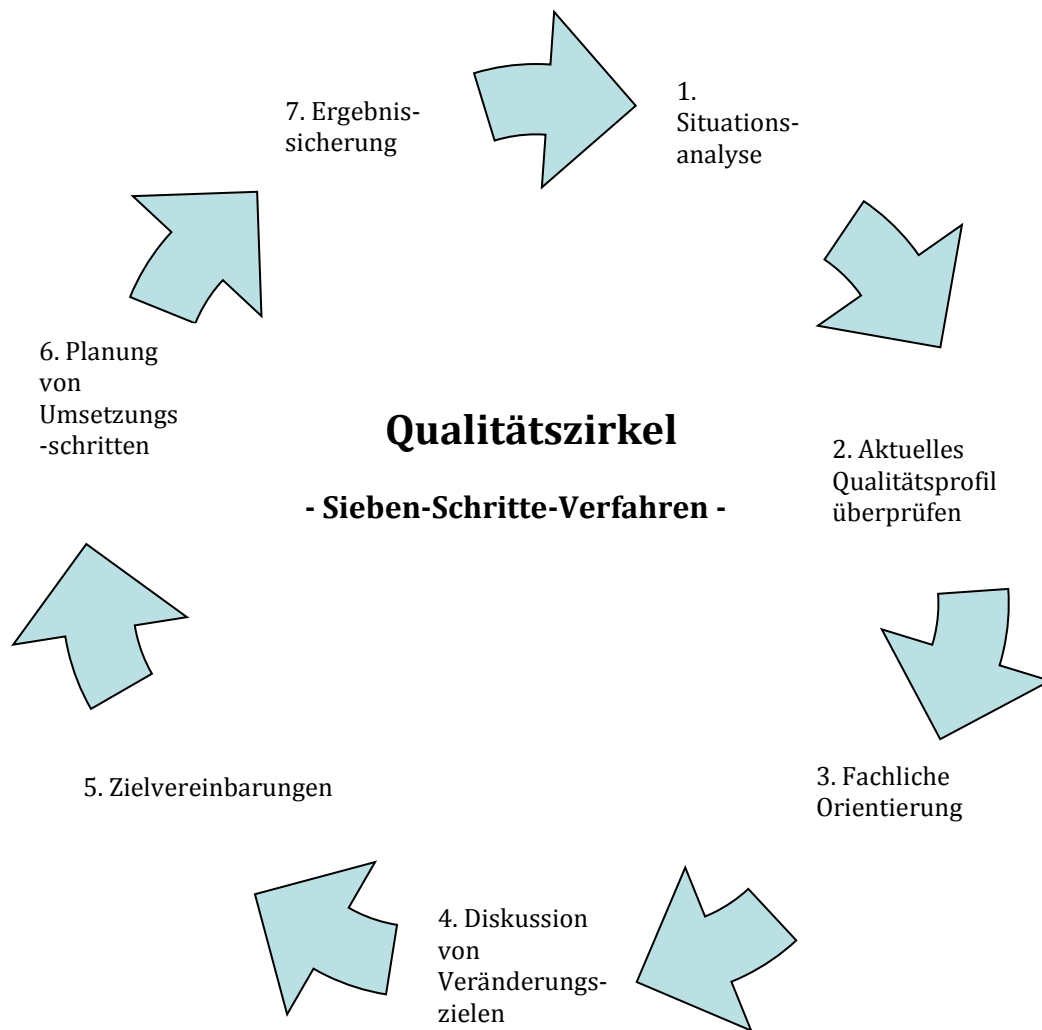 Qualitätszirkel
- Sieben-Schritte-Verfahren -
1.
Situations-
analyse
2. Aktuelles
Qualitätsprofil
überprüfen
3. Fachliche
Orientierung
4. Diskussion
von
Veränderungs-
zielen
5. Zielvereinbarungen
6. Planung
von
Umsetzungs
-schritten
7. Ergebnis-
sicherung